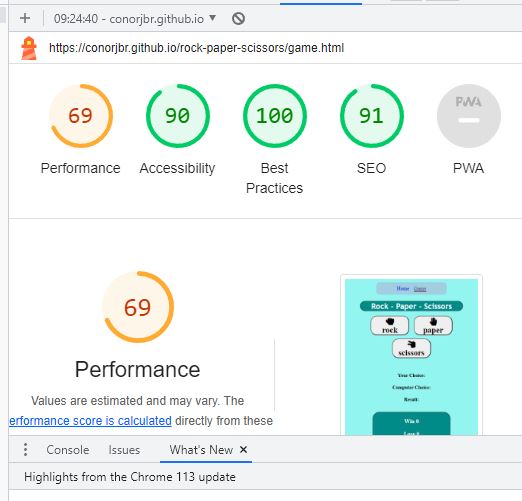 09:24:40 - conorjbr.github.io
https://conorjbr.github.io/rock-paper-scissors/game.html
69 90 100 91 PWA
Performance Accessibility Best Practices SEO PWA
69
Performance
Values are estimated and may vary. The
erformance score is calculated directly from these
Home Game
Rock - Paper - Scissors
rock paper
scissors
Your Choice:
Computer Choice:
Result:
Win 0
Lose 0
Console Issues What's New
Highlights from the Chrome 113 update